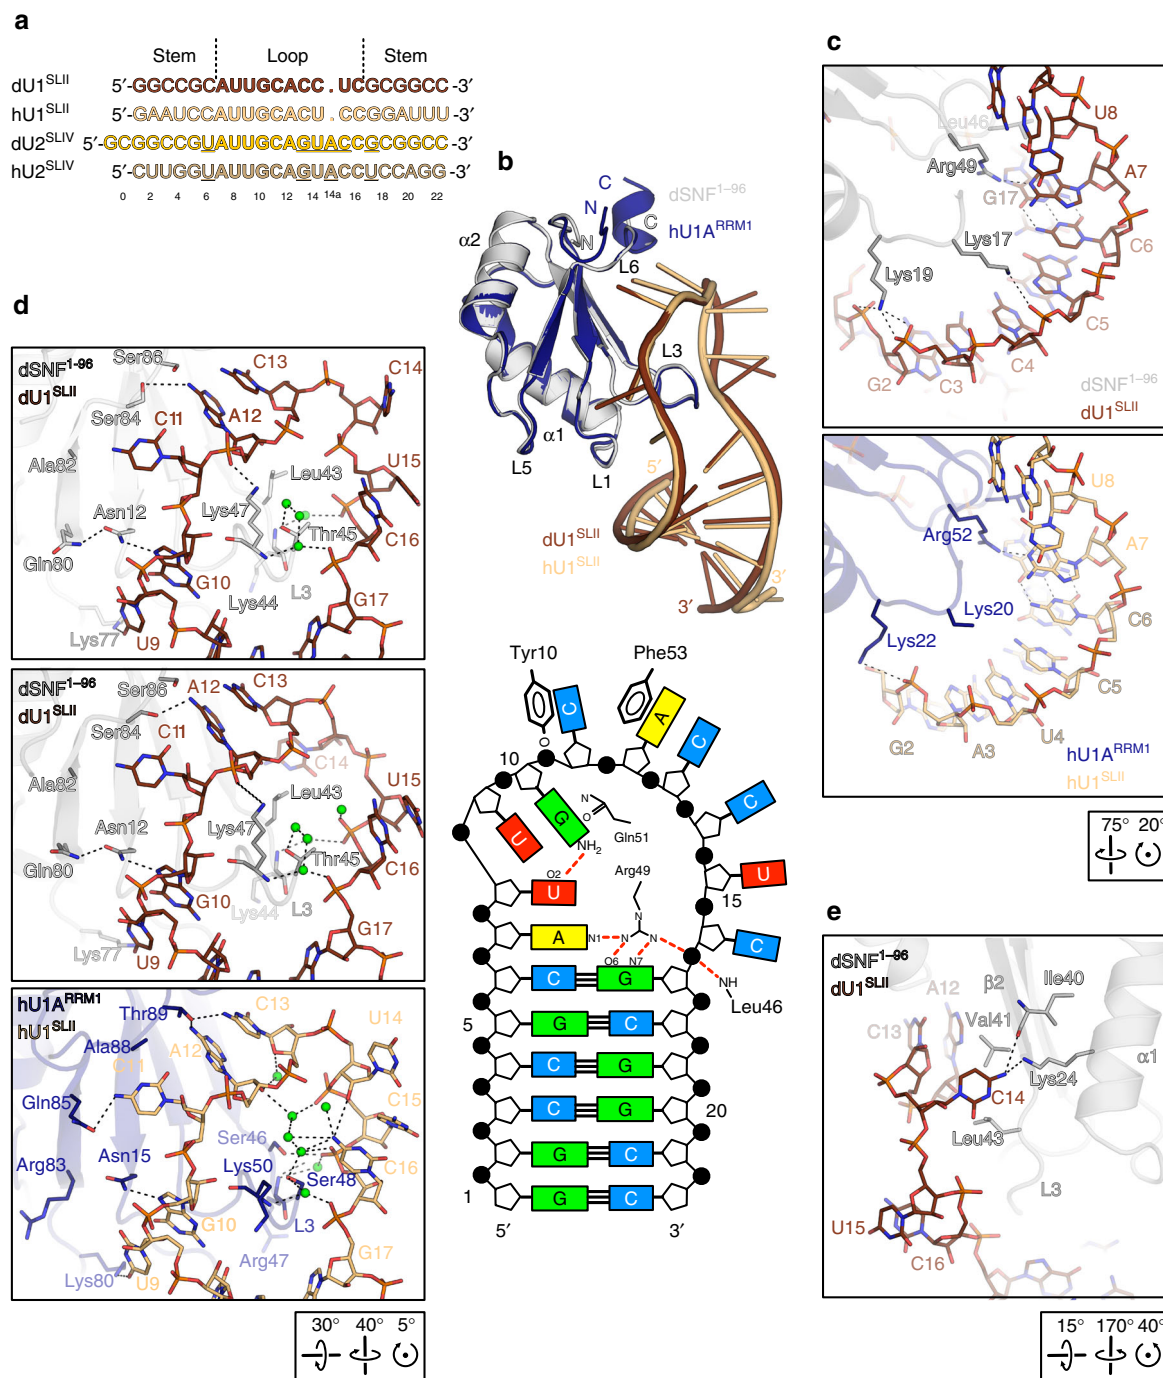 a
Stem Loop Stem
dU1SLII 5′-GGCCGCAUUGCACC . UCGCGGCC -3′
hU1SLII 5′-GAAUCCAUUGCACU . CCGGAUUU -3′
dU2SLIV 5′-GCGGCCGUAUUGCAGUACCGCGGCC -3′
hU2SLIV 5′-CUUGGUAUUGCAGUACCUCCAGG -3′
0 2 4 6 8 10 12 14 14a 16 18 20 22
b
C
N
dSNF1–96
hU1ARRM1
α2
N
C
L6
L3
α1
L5
L1
5′
dU1SLII
hU1SLII
3′
3′
c
Leu46
U8
Arg49
A7
G17
Lys17
C6
Lys19
C5
C4
G2
C3
dSNF1–96
dU1SLII
U8
Arg52
A7
Lys20
C6
Lys22
C5
G2
U4
A3
hU1ARRM1
hU1SLII
75° 20°
d
dSNF1–96
dU1SLII
Ser86
C13
C14
Ser84
C11
A12
Ala82
Leu43
U15
Asn12
Lys47
Thr45
Gln80
C16
G10
L3
Lys44
G17
Lys77
U9
dSNF1–96
dU1SLII
Ser86
A12
C13
Ser84
C11
C14
U15
Ala82
Leu43
Asn12
Lys47
Thr45
Gln80
C16
G10
Lys44
L3
G17
Lys77
U9
hU1ARRM1
hU1SLII
Thr89
C13
U14
Ala88
A12
C11
C15
Gln85
Ser46
Asn15
Lys50
C16
Arg83
Ser48
L3
G10
Arg47
G17
Lys80
U9
30° 40° 5°
Tyr10
Phe53
C
A
O
10
C
G
N
O
Gln51
C
U
NH2
O2
Arg49
U
U
15
A
N1
N
N
C
O6
N7
C
G
NH
Leu46
5
G
C
C
G
C
G
20
G
C
1
G
C
5′
3′
e
dSNF1–96
dU1SLII
A12
β2
Ile40
C13
Val41
α1
C14
Lys24
Leu43
L3
U15
C16
15° 170° 40°